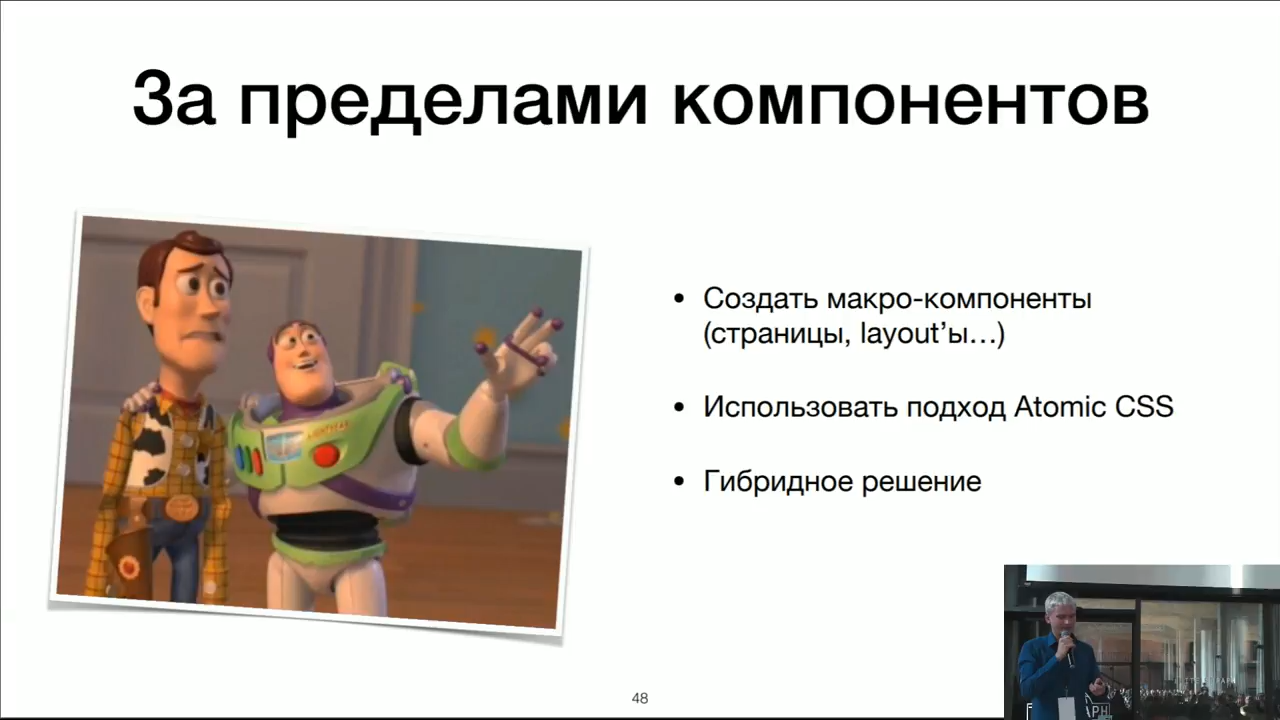 За пределами компонентов
• Создать макро-компоненты
(страницы, layout’ы…)
• Использовать подход Atomic CSS
• Гибридное решение
48